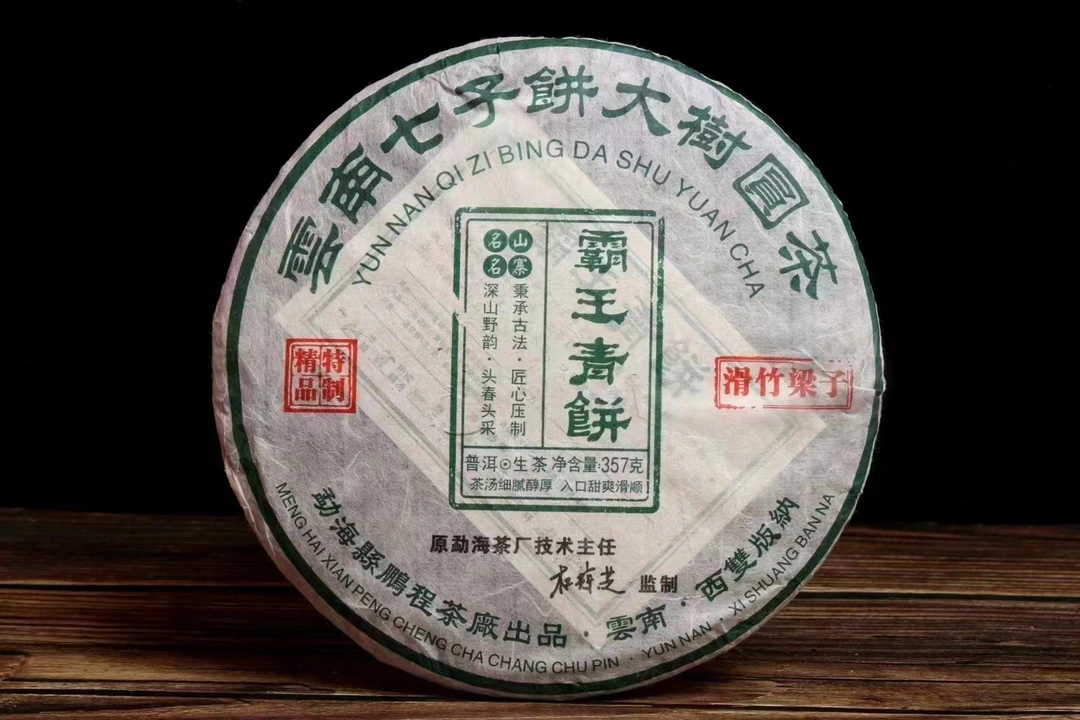 雲南七子餅大樹圓茶
YUN NAN QI ZI BING DA SHU YUAN CHA
霸王青餅
名山
名寨
秉承古法·匠心压制
深山野韵·头春头采
普洱⊙生茶 净含量:357克
茶汤细腻醇厚 入口甜爽滑顺
特制
精品
滑竹梁子
原勐海茶厂技术主任
监制
勐海縣鵬程茶廠出品·雲南·西雙版納
MENG HAI XIAN PENG CHENG CHA CHANG CHU PIN · YUN NAN · XI SHUANG BAN NA